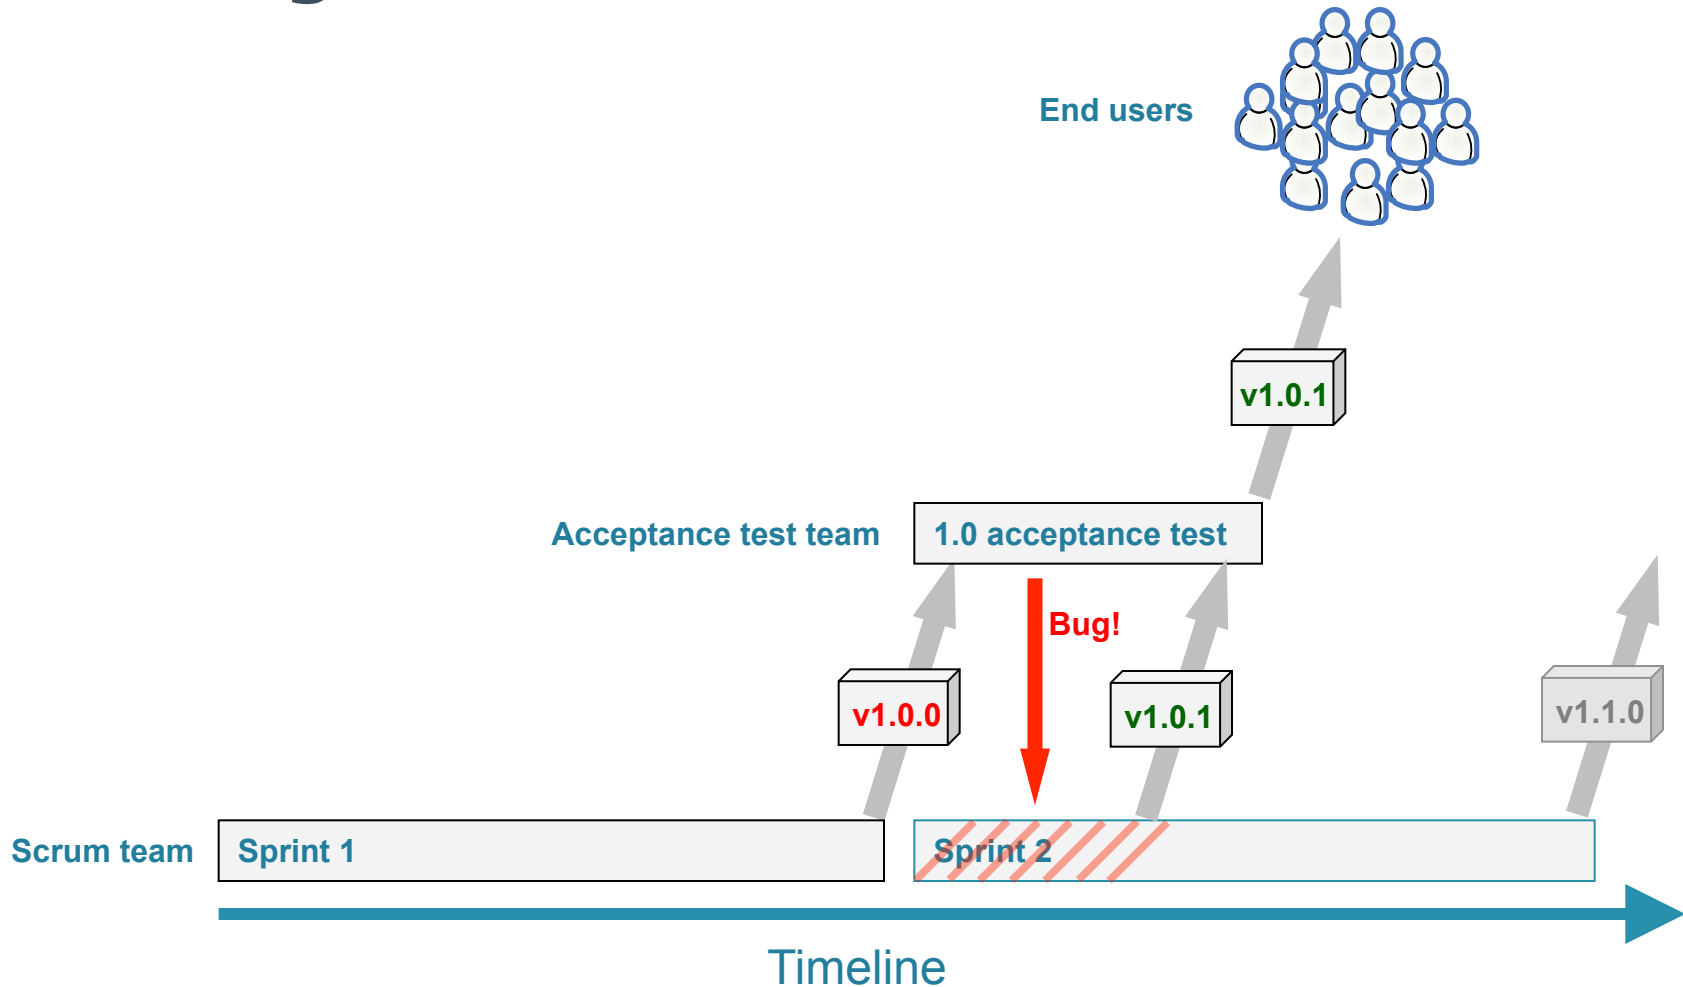 End users
v1.0.1
Acceptance test team
1.0 acceptance test
Bug!
v1.0.0
v1.0.1
v1.1.0
Scrum team
Sprint 1
Sprint 2
Timeline